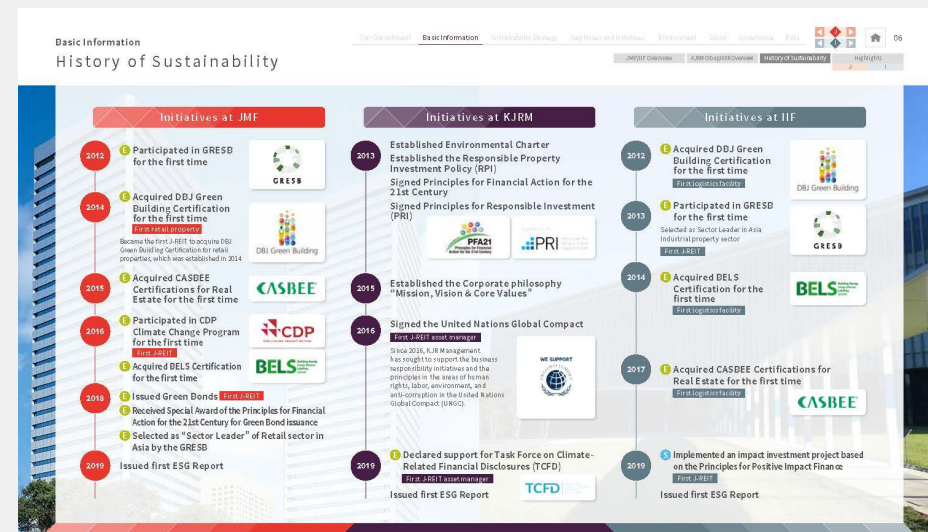 Basic Information
History of Sustainability
Top Commitment
Basic Information
Sustainability Strategy
Key Issues and Initiatives
Environment
Social
Governance
Data
06
JMF/IIF Overview
KJRM Group/KJR Overview
History of Sustainability
Highlights
Initiatives at JMF
2012
E Participated in GRESB
for the first time
GRESB
2014
E Acquired DBJ Green
Building Certification
for the first time
First retail property
Became the first J-REIT to acquire DBJ
Green Building Certification for retail
properties, which was established in 2014
DBJ Green Building
2015
E Acquired CASBEE
Certifications for Real
Estate for the first time
CASBEE
2016
E Participated in CDP
Climate Change Program
for the first time
First J-REIT
CDP
E Acquired BELS Certification
for the first time
BELS
2018
E Issued Green Bonds First J-REIT
E Received Special Award of the Principles for Financial
Action for the 21st Century for Green Bond issuance
E Selected as "Sector Leader" of Retail sector in
Asia by the GRESB
2019
Issued first ESG Report
Initiatives at KJRM
2013
Established Environmental Charter
Established the Responsible Property
Investment Policy (RPI)
Signed Principles for Financial Action for the
21st Century
Signed Principles for Responsible Investment
(PRI)
PFA21
Principles for Financial
Action for the 21st Century
PRI
2015
Established the Corporate philosophy
"Mission, Vision & Core Values"
2016
Signed the United Nations Global Compact
First J-REIT asset manager
Since 2016, KJR Management
has sought to support the business
responsibility initiatives and the
principles in the areas of human
rights, labor, environment, and
anti-corruption in the United Nations
Global Compact (UNGC).
WE SUPPORT
2019
E Declared support for Task Force on Climate-
Related Financial Disclosures (TCFD)
First J-REIT asset manager
TCFD
Issued first ESG Report
Initiatives at IIF
2012
E Acquired DBJ Green
Building Certification
for the first time
First logistics facility
DBJ Green Building
2013
E Participated in GRESB
for the first time
Selected as Sector Leader in Asia
Industrial property sector
First J-REIT
GRESB
2014
E Acquired BELS
Certification for the
first time
First logistics facility
BELS
2017
E Acquired CASBEE Certifications for
Real Estate for the first time
First logistics facility
CASBEE
2019
S Implemented an impact investment project based
on the Principles for Positive Impact Finance
First J-REIT
Issued first ESG Report